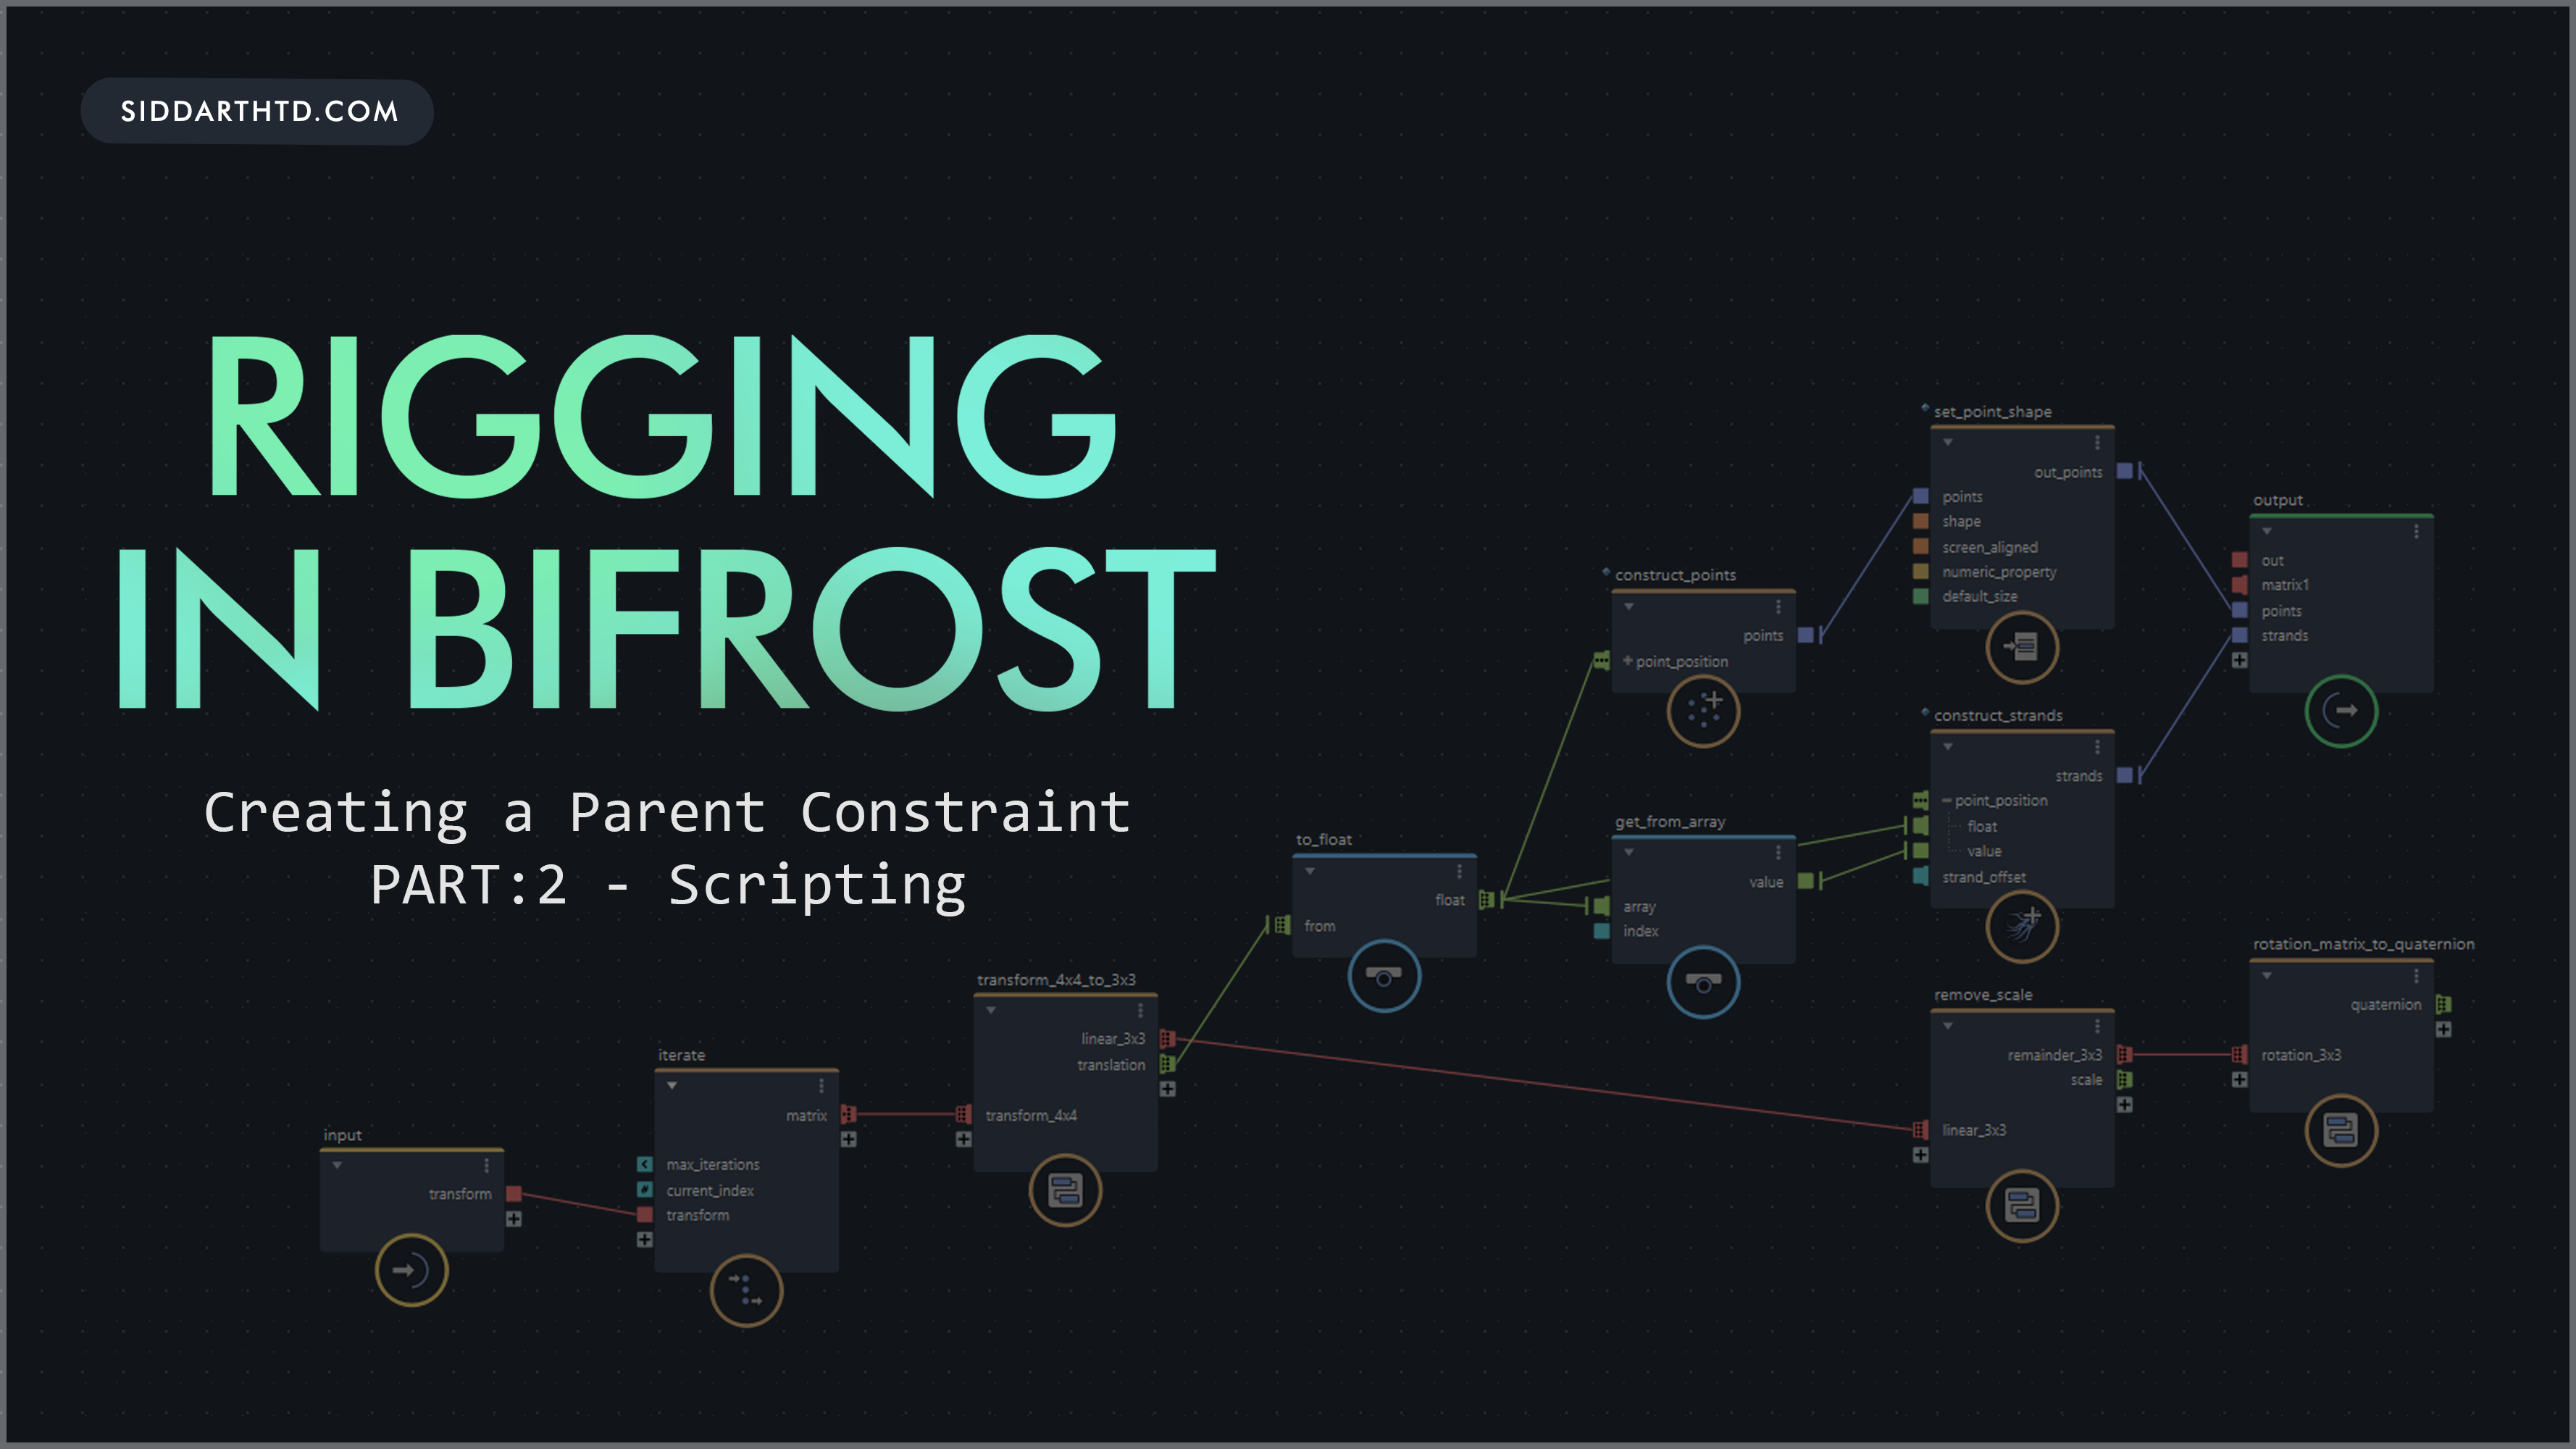 SIDDARTHTD.COM
RIGGING
IN BIFROST
Creating a Parent Constraint
PART:2 - Scripting
input
transform
iterate
matrix
max_iterations
current_index
transform
transform_4x4_to_3x3
linear_3x3
translation
transform_4x4
to_float
float
from
construct_points
points
point_position
get_from_array
value
array
index
set_point_shape
out_points
points
shape
screen_aligned
numeric_property
default_size
construct_strands
strands
point_position
float
value
strand_offset
remove_scale
remainder_3x3
scale
linear_3x3
output
out
matrix1
points
strands
rotation_matrix_to_quaternion
quaternion
rotation_3x3